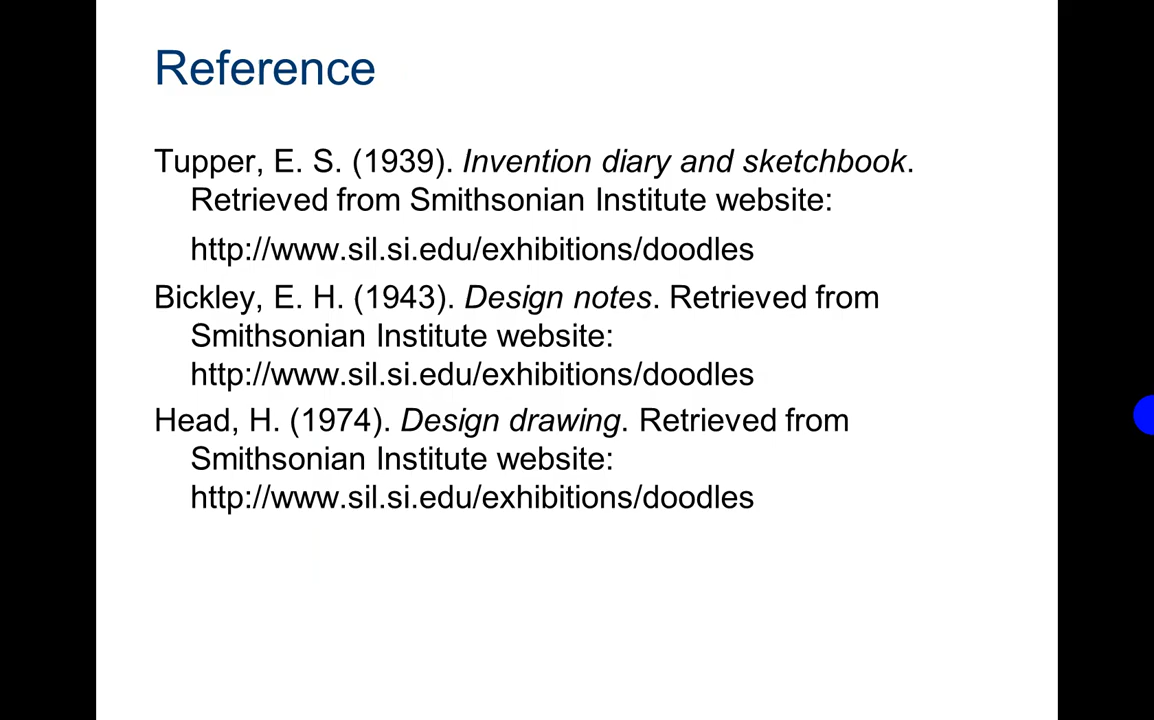 Reference
Tupper, E. S. (1939). Invention diary and sketchbook.
Retrieved from Smithsonian Institute website:
http://www.sil.si.edu/exhibitions/doodles
Bickley, E. H. (1943). Design notes. Retrieved from
Smithsonian Institute website:
http://www.sil.si.edu/exhibitions/doodles
Head, H. (1974). Design drawing. Retrieved from
Smithsonian Institute website:
http://www.sil.si.edu/exhibitions/doodles